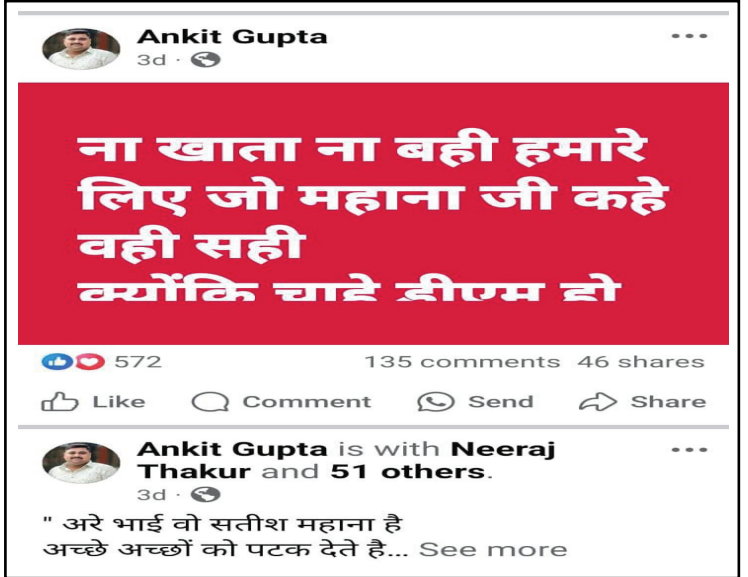 Ankit Gupta
3d
ना खाता ना बही हमारे
लिए जो महाना जी कहे
वही सही
क्योंकि चाहे डीएम हो
572 135 comments 46 shares
Like Comment Send Share
Ankit Gupta is with Neeraj
Thakur and 51 others.
3d
" अरे भाई वो सतीश महाना है
अच्छे अच्छों को पटक देते है... See more